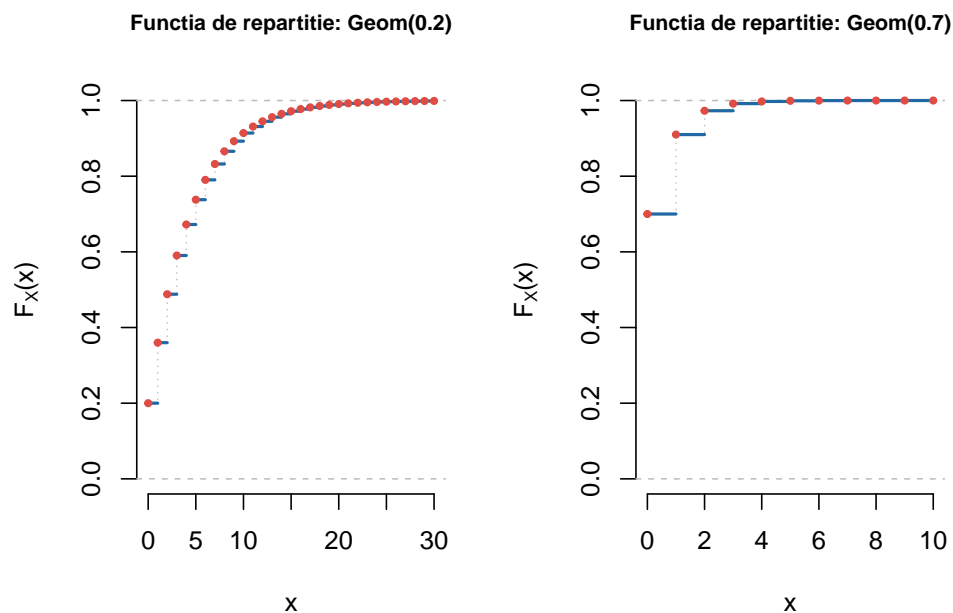 Functia de repartitie: Geom(0.2)
F_X(x)
0.0 0.2 0.4 0.6 0.8 1.0
0 5 10 20 30
x
Functia de repartitie: Geom(0.7)
F_X(x)
0.0 0.2 0.4 0.6 0.8 1.0
0 2 4 6 8 10
x